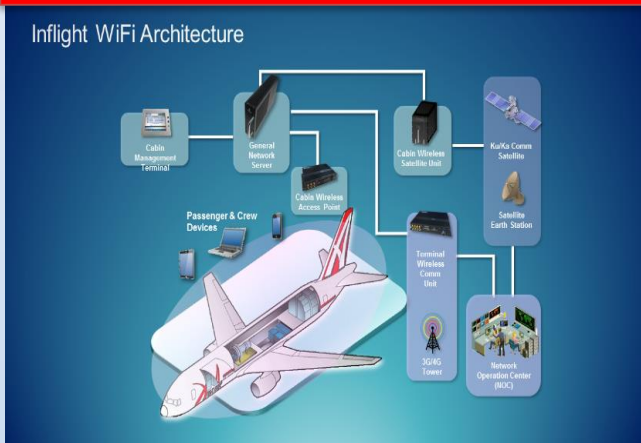 Inflight WiFi Architecture
Cabin
Management
Terminal
General
Network
Server
Cabin Wireless
Satellite Unit
Ku/Ka Comm
Satellite
Cabin Wireless
Access Point
Passenger & Crew
Devices
Satellite
Earth Station
Terminal
Wireless
Comm
Unit
3G/4G
Tower
Network
Operation Center
(NOC)